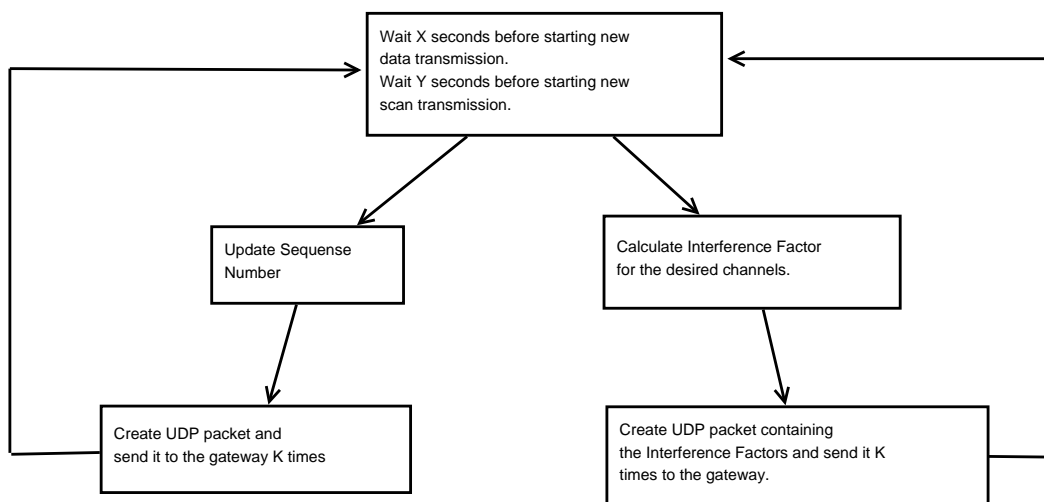 Wait X seconds before starting new
data transmission.
Wait Y seconds before starting new
scan transmission.
Update Sequense
Number
Calculate Interference Factor
for the desired channels.
Create UDP packet and
send it to the gateway K times
Create UDP packet containing
the Interference Factors and send it K
times to the gateway.